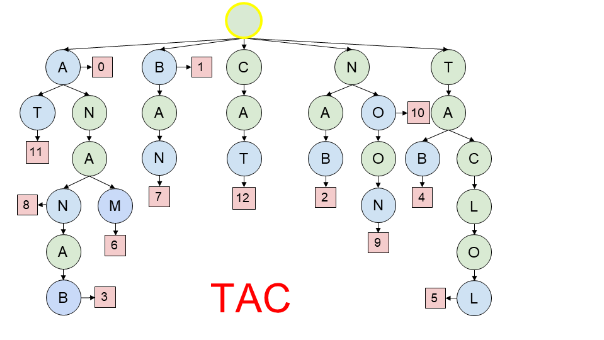 A 0 B 1 C N T
T N A A A O 10 A
11 A N T B O B C
8 N M 7 12 2 N 4 L
A 6 9 O
B 3 TAC 5 L